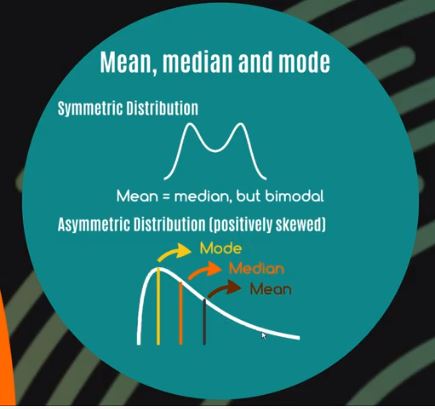 Mean, median and mode
Symmetric Distribution
Mean = median, but bimodal
Asymmetric Distribution (positively skewed)
Mode
Median
Mean